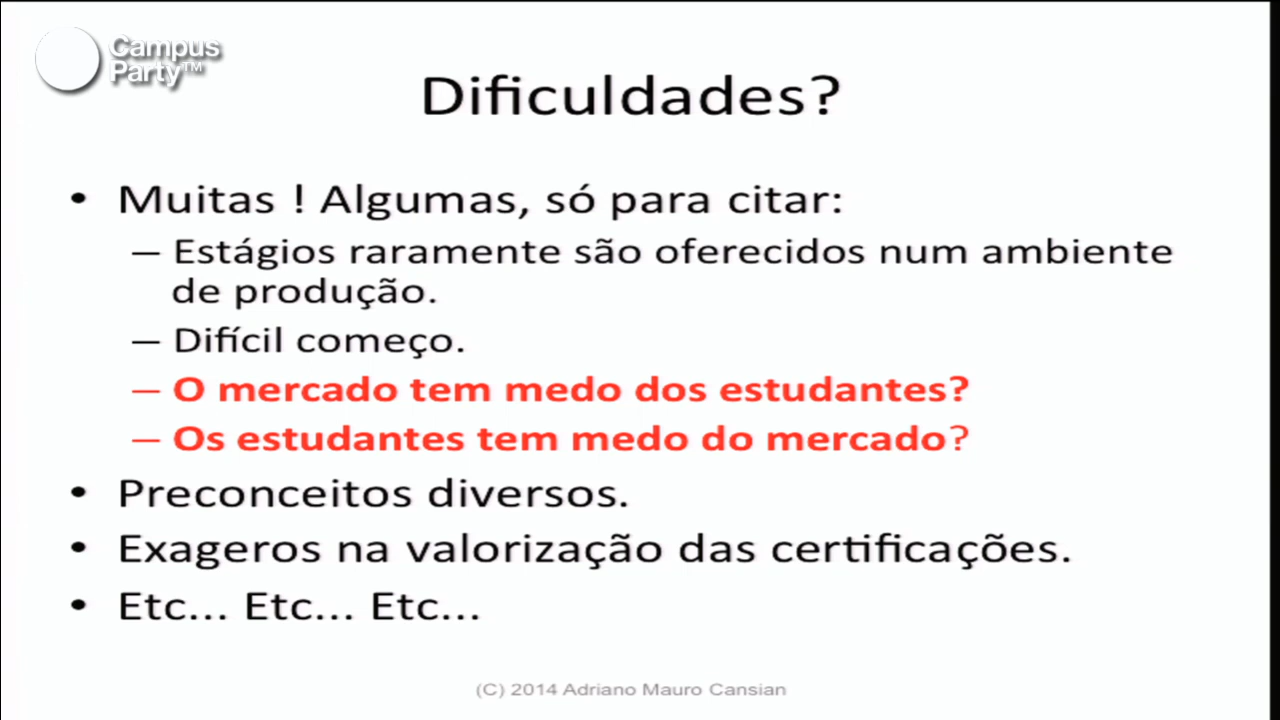 Campus
Party™
Dificuldades?
• Muitas ! Algumas, só para citar:
– Estágios raramente são oferecidos num ambiente
de produção.
– Difícil começo.
– O mercado tem medo dos estudantes?
– Os estudantes tem medo do mercado?
• Preconceitos diversos.
• Exageros na valorização das certificações.
• Etc... Etc... Etc...
(C) 2014 Adriano Mauro Cansian